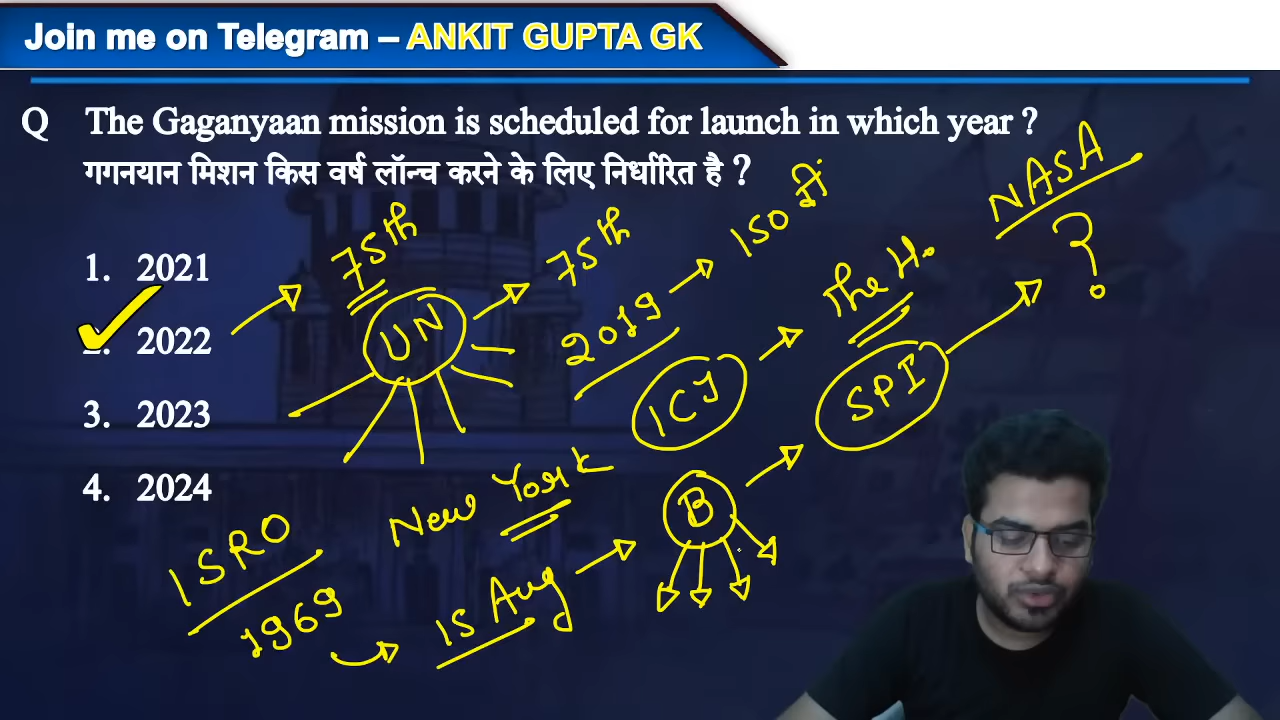 Join me on Telegram – ANKIT GUPTA GK
Q The Gaganyaan mission is scheduled for launch in which year ?
गगनयान मिशन किस वर्ष लॉन्च करने के लिए निर्धारित है ?
1. 2021
2. 2022
3. 2023
4. 2024
75th
UN
75th
2019
150 में
ICJ
The H.
NASA
?
SPI
New York
B
ISRO
1969
15 Aug